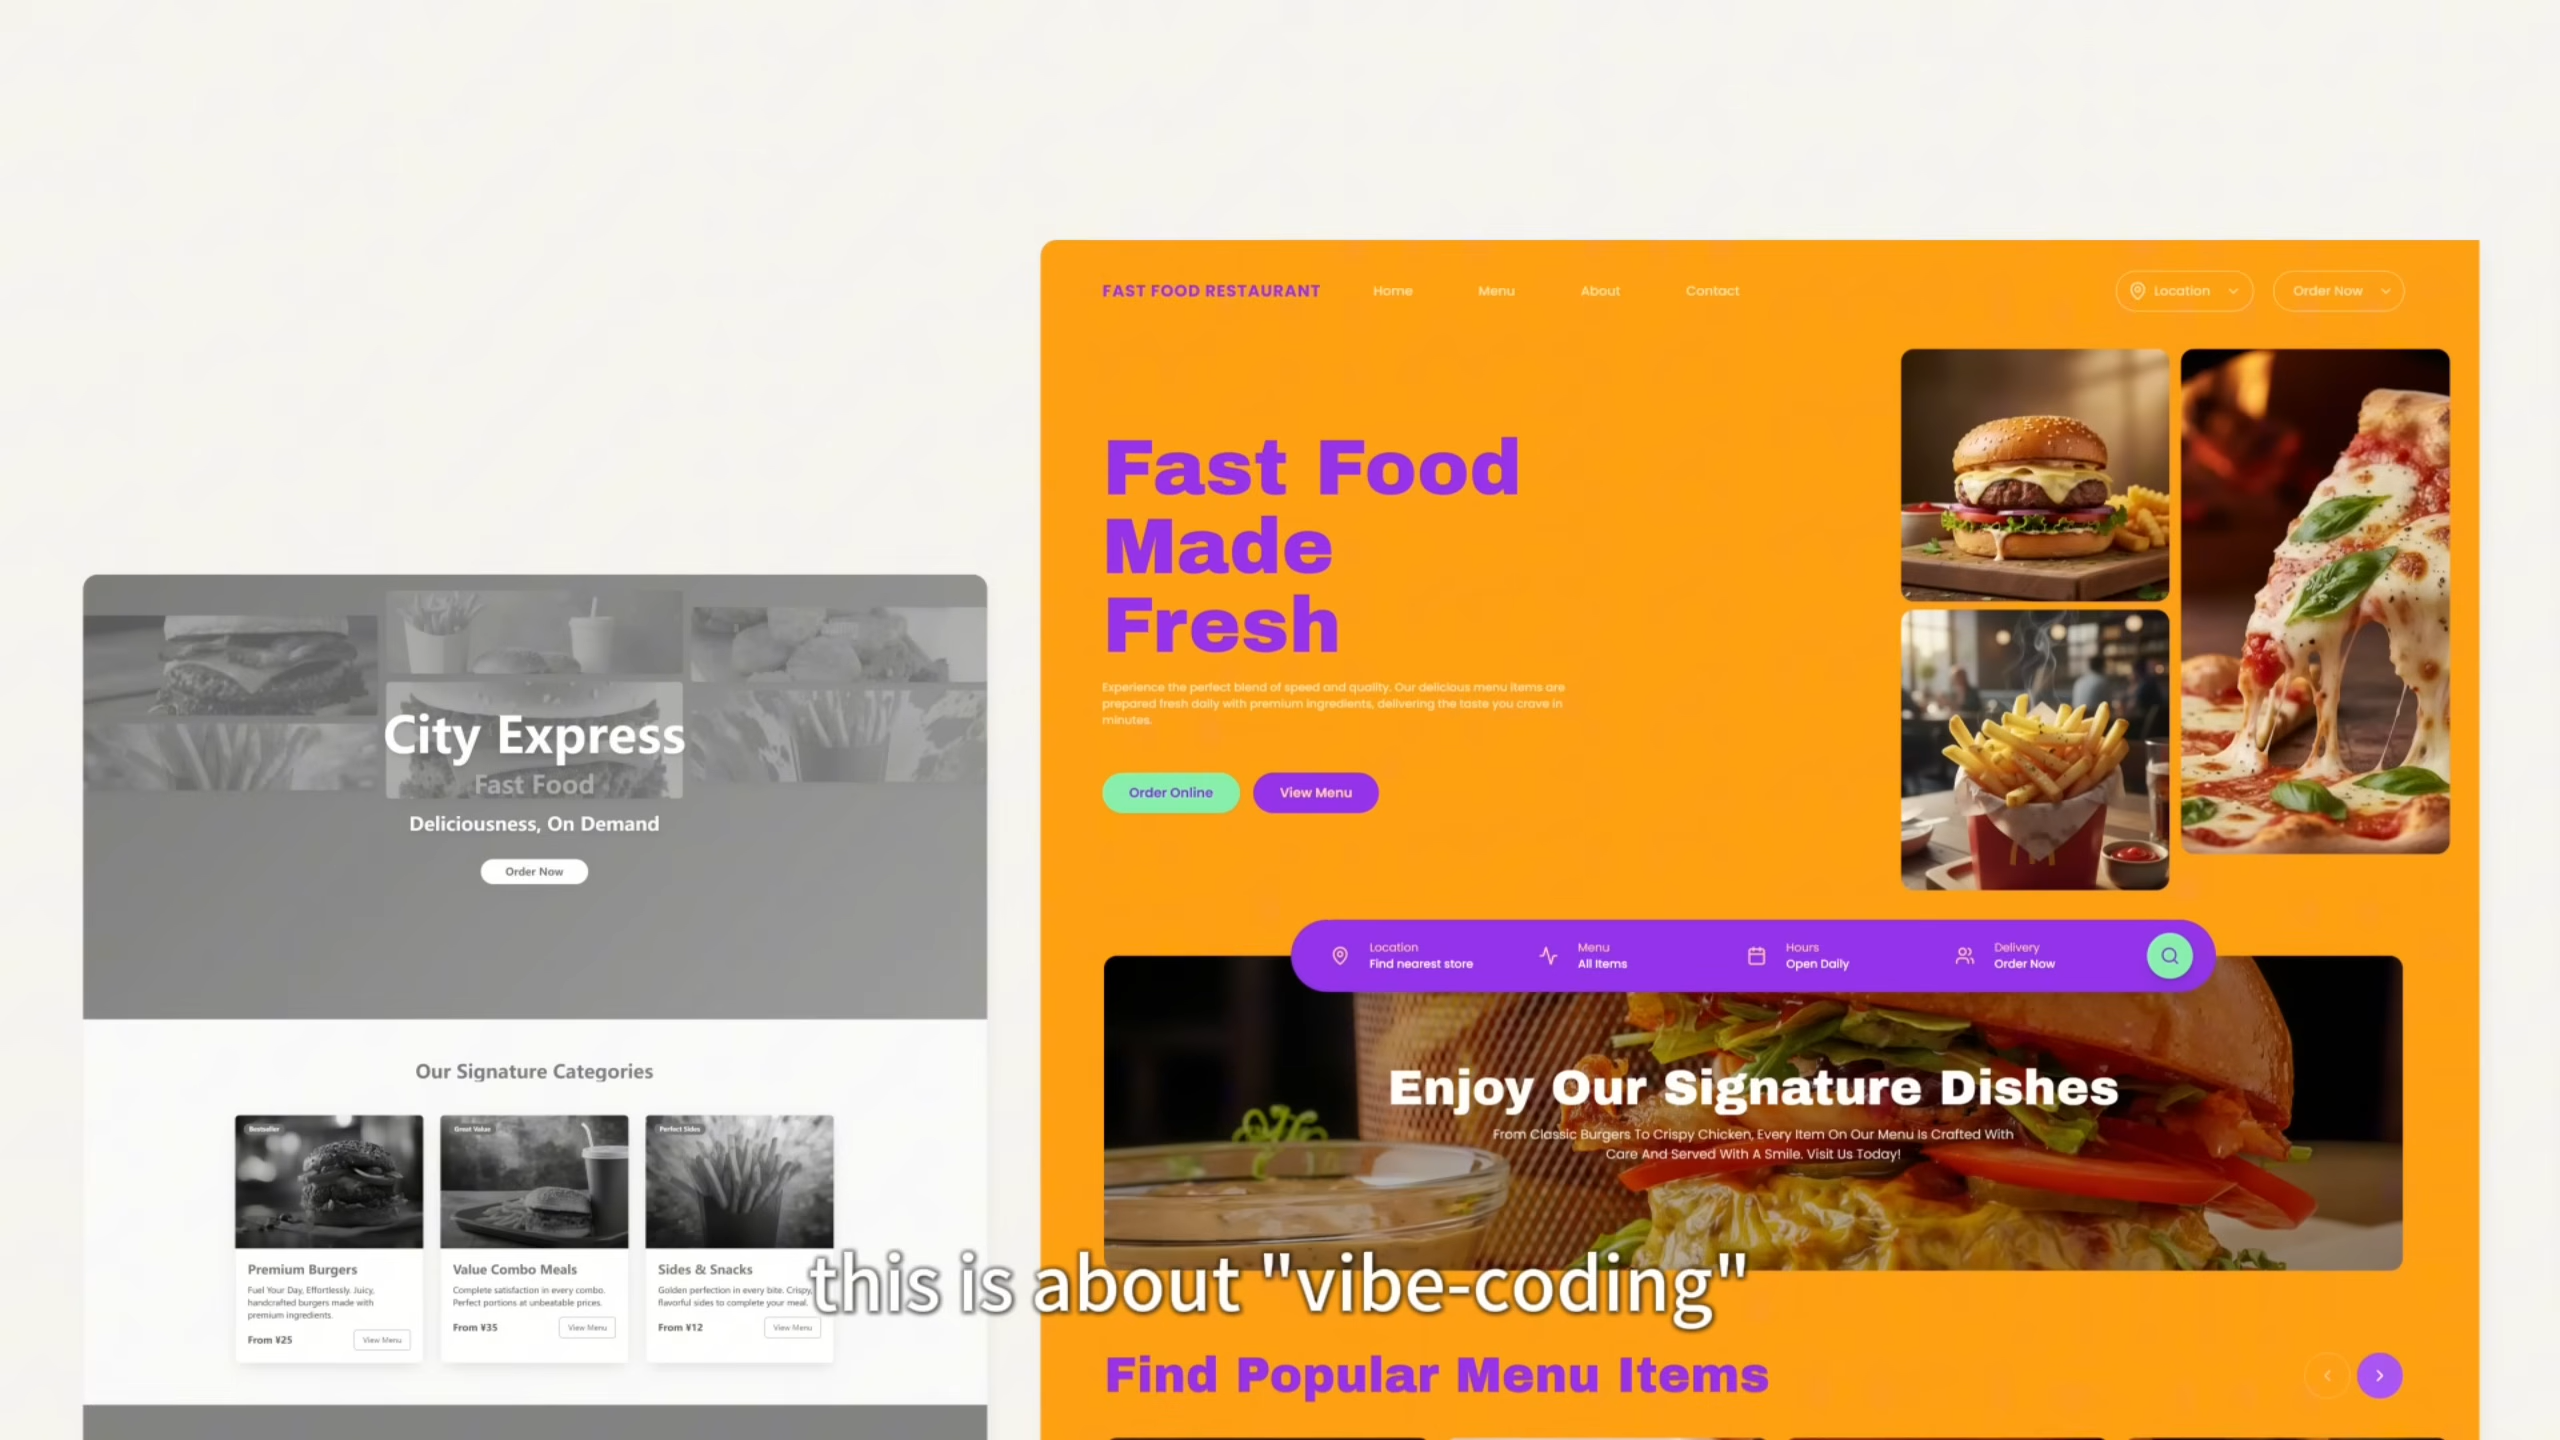 FAST FOOD RESTAURANT
Home
Menu
About
Contact
Location
Order Now
Fast Food
Made
Fresh
Experience the perfect blend of speed and quality. Our delicious menu items are
prepared fresh daily with premium ingredients, delivering the taste you crave in
minutes.
Order Online
View Menu
Location
Find nearest store
Menu
All Items
Hours
Open Daily
Delivery
Order Now
Enjoy Our Signature Dishes
From Classic Burgers To Crispy Chicken, Every Item On Our Menu Is Crafted With
Care And Served With A Smile. Visit Us Today!
Find Popular Menu Items
City Express
Fast Food
Deliciousness, On Demand
Order Now
Our Signature Categories
Bestseller
Premium Burgers
Fuel Your Day, Effortlessly. Juicy,
handcrafted burgers made with
premium ingredients.
From ¥25
View Menu
Great Value
Value Combo Meals
Complete satisfaction in every combo.
Perfect portions at unbeatable prices.
From ¥35
View Menu
Perfect Sides
Sides & Snacks
Golden perfection in every bite. Crispy,
flavorful sides to complete your meal.
From ¥12
View Menu
this is about "vibe-coding"